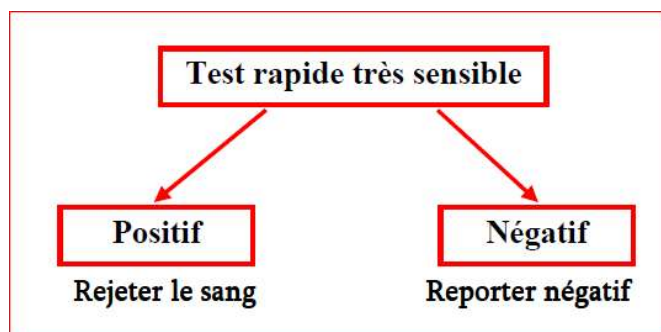 Test rapide très sensible
Positif
Négatif
Rejeter le sang
Reporter négatif